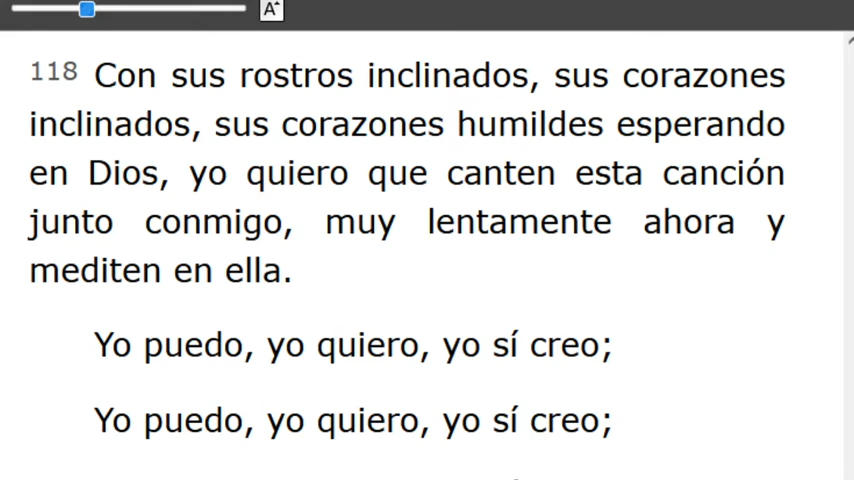 A
118 Con sus rostros inclinados, sus corazones
inclinados, sus corazones humildes esperando
en Dios, yo quiero que canten esta canción
junto conmigo, muy lentamente ahora y
mediten en ella.
Yo puedo, yo quiero, yo sí creo;
Yo puedo, yo quiero, yo sí creo;